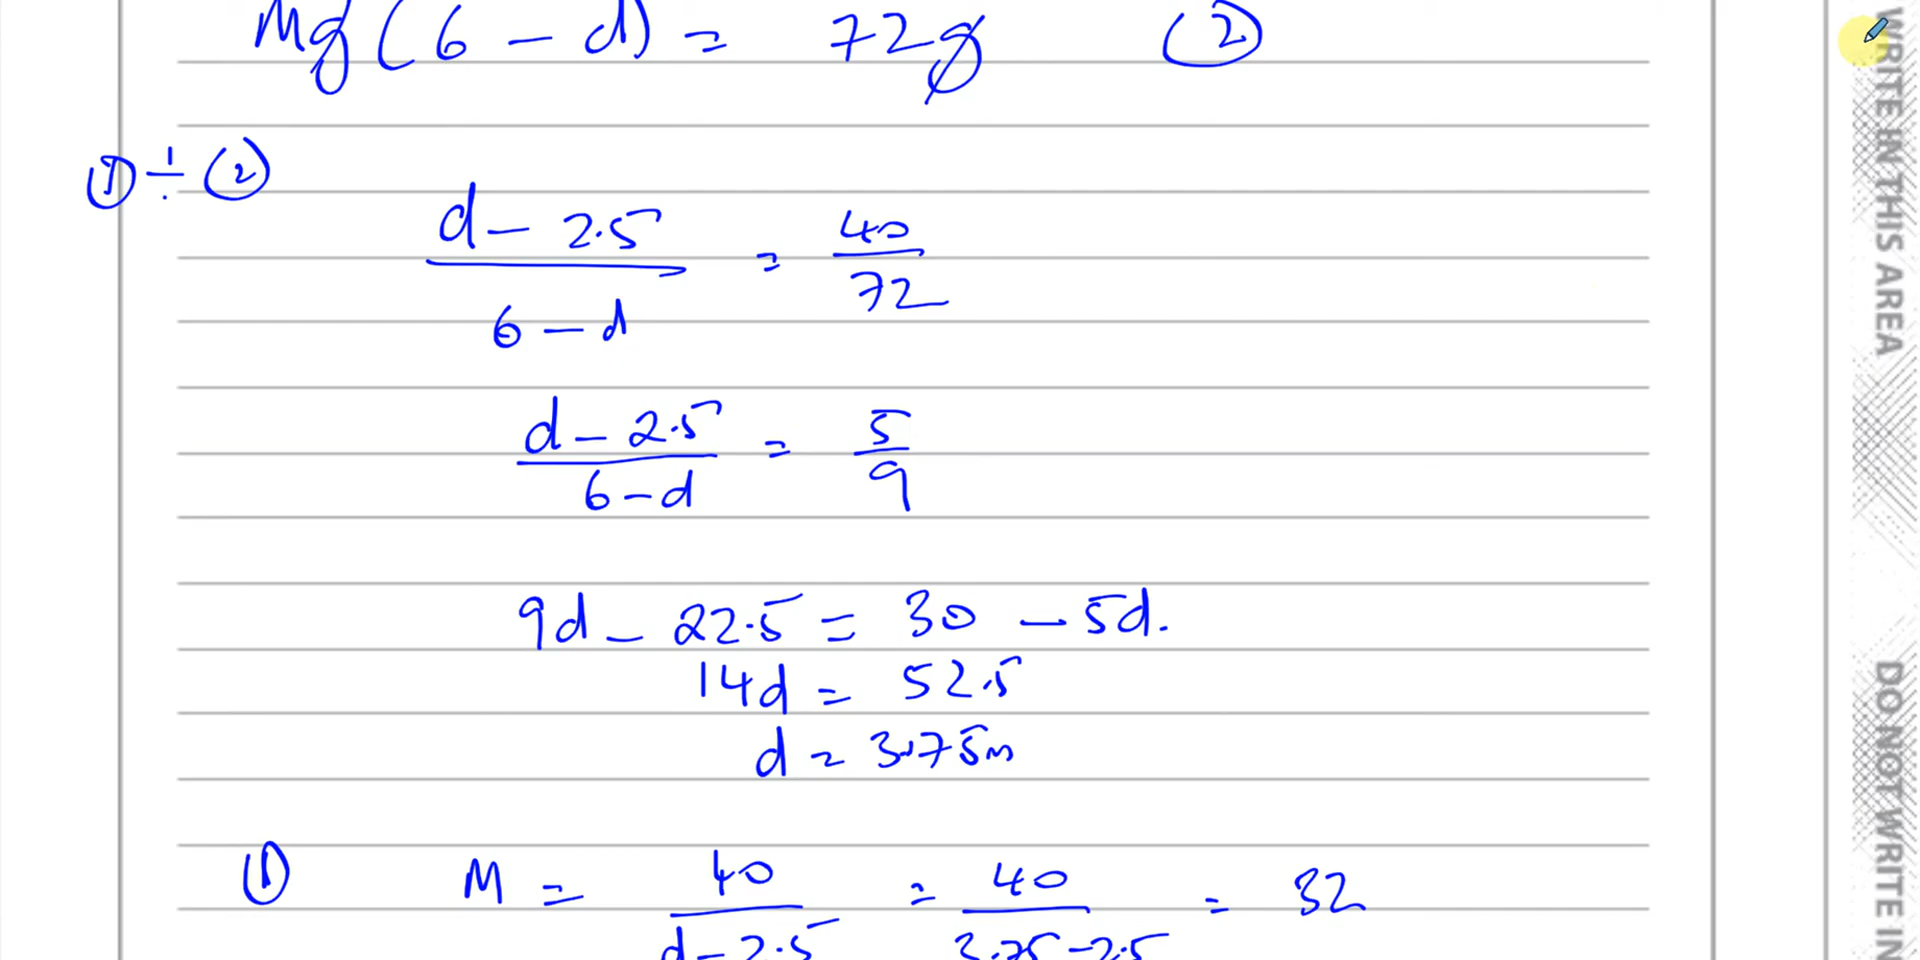 Mg(6 - d) = 72g (2)
① ÷ (2)
d - 2.5 / 6 - d = 40 / 72
d - 2.5 / 6 - d = 5 / 9
9d - 22.5 = 30 - 5d.
14d = 52.5
d = 3.75m
① M = 40 / d - 2.5 = 40 / 3.75 - 2.5 = 32
WRITE IN THIS AREA
DO NOT WRITE IN